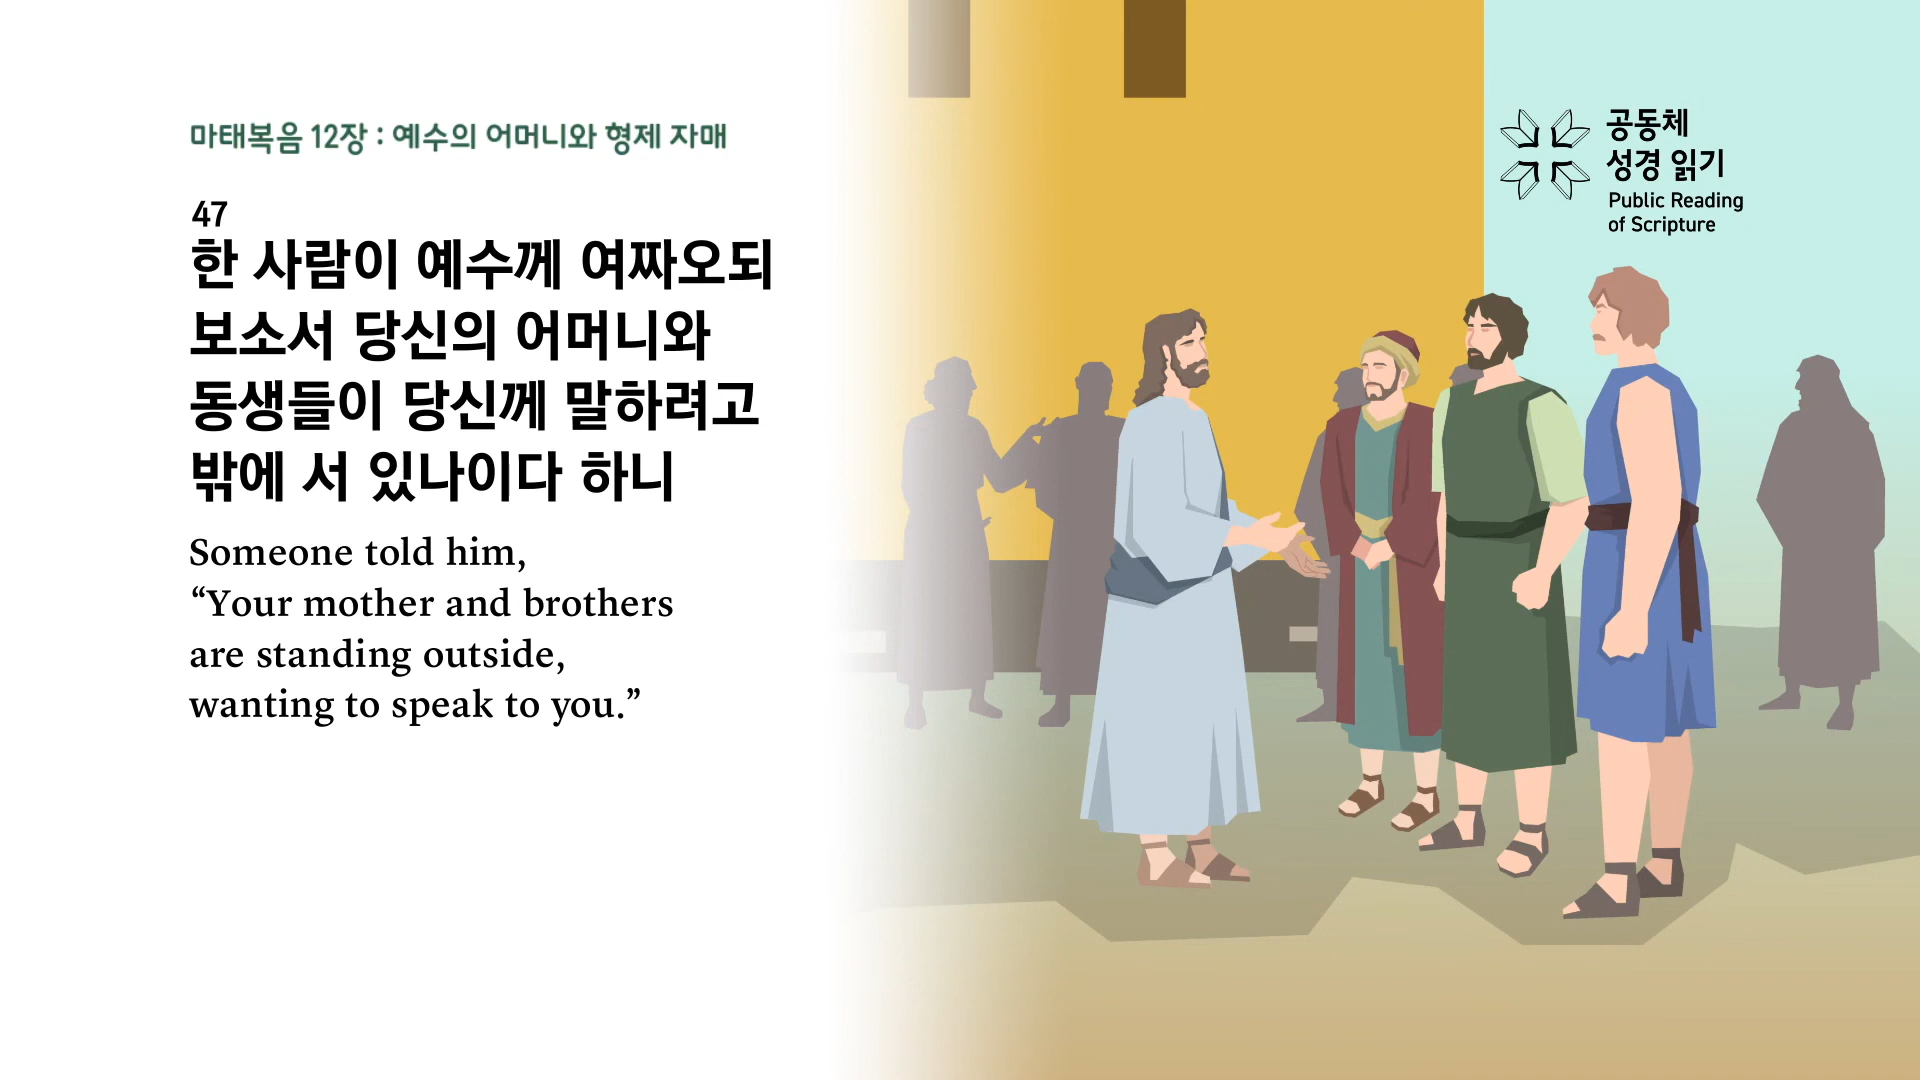 마태복음 12장 : 예수의 어머니와 형제 자매
47
한 사람이 예수께 여짜오되
보소서 당신의 어머니와
동생들이 당신께 말하려고
밖에 서 있나이다 하니
Someone told him,
“Your mother and brothers
are standing outside,
wanting to speak to you.”
공동체
성경 읽기
Public Reading
of Scripture